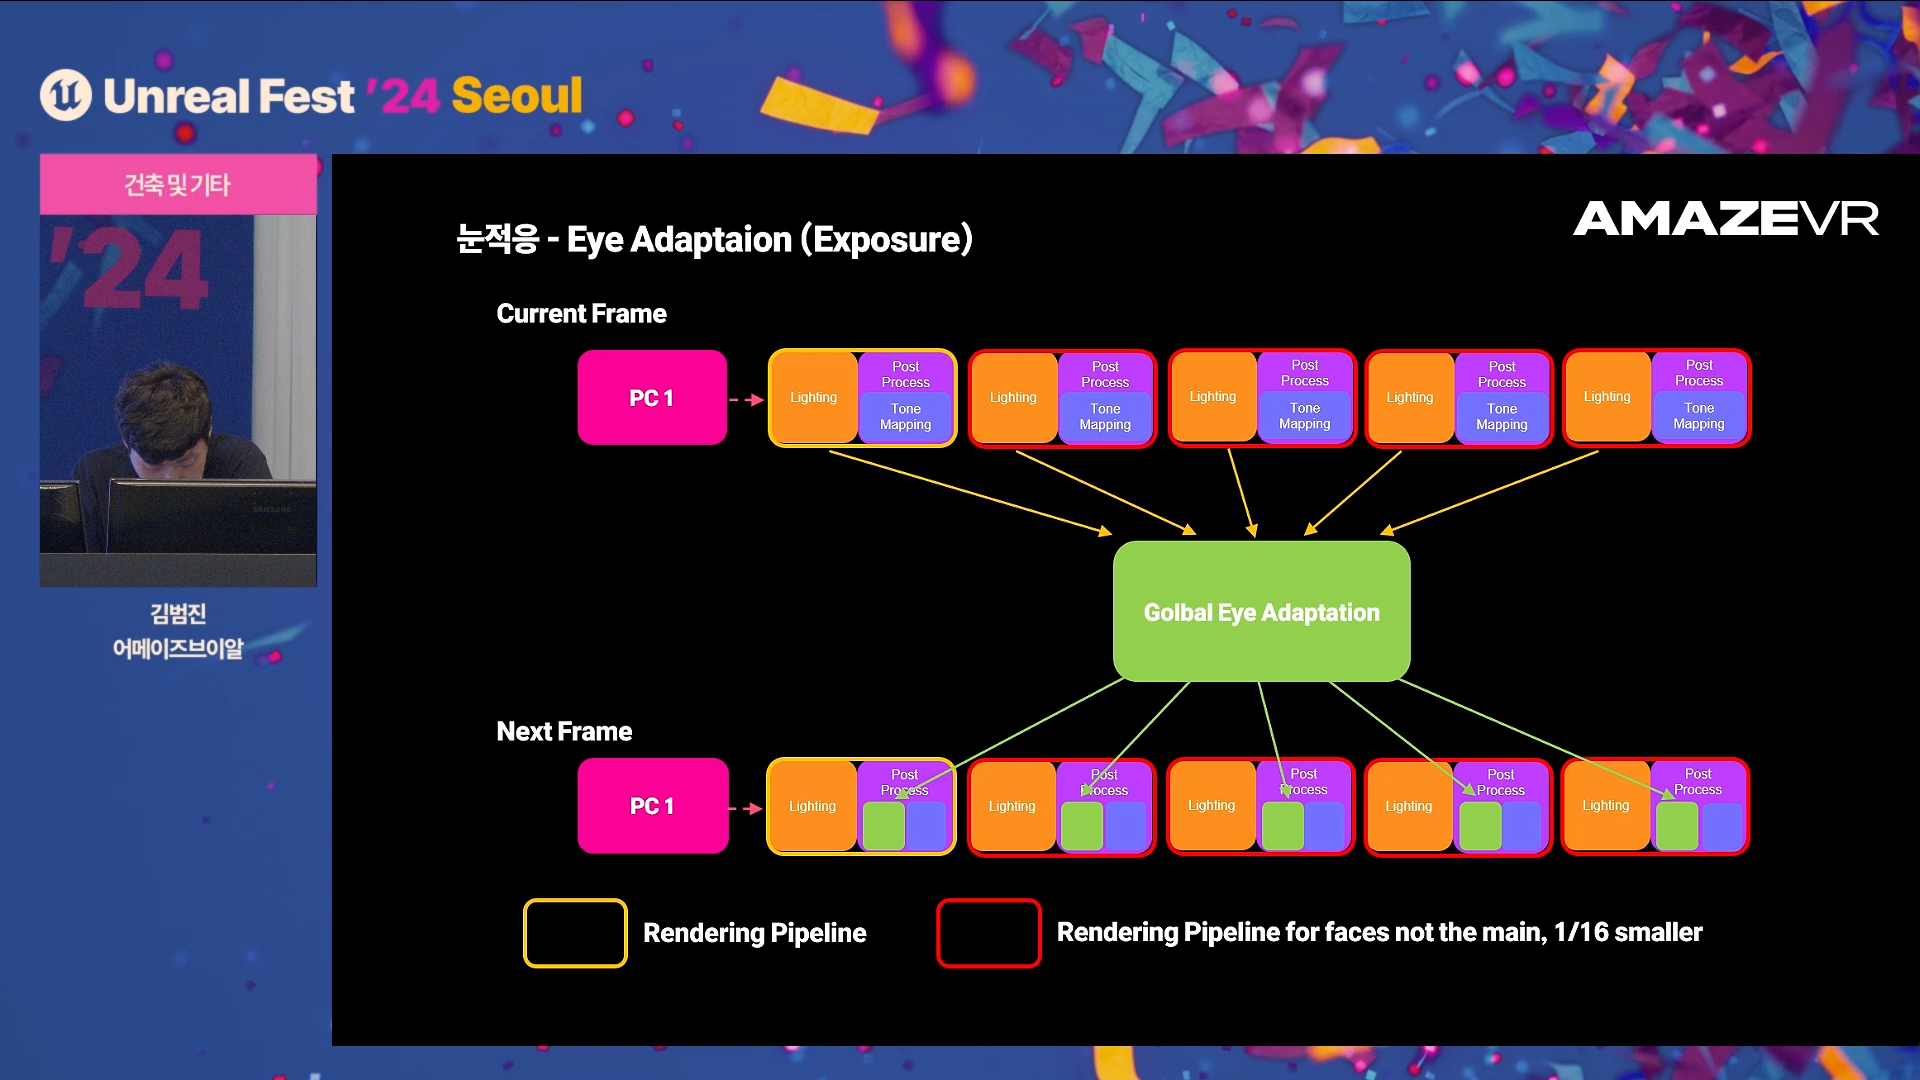 Unreal Fest '24 Seoul
건축 및 기타
'24
SAMSUNG
김범진
어메이즈브이알
AMAZEVR
눈적응 - Eye Adaptaion (Exposure)
Current Frame
PC 1
Lighting
Post
Process
Tone
Mapping
Lighting
Post
Process
Tone
Mapping
Lighting
Post
Process
Tone
Mapping
Lighting
Post
Process
Tone
Mapping
Lighting
Post
Process
Tone
Mapping
Golbal Eye Adaptation
Next Frame
PC 1
Lighting
Post
Process
Lighting
Post
Process
Lighting
Post
Process
Lighting
Post
Process
Lighting
Post
Process
Rendering Pipeline
Rendering Pipeline for faces not the main, 1/16 smaller